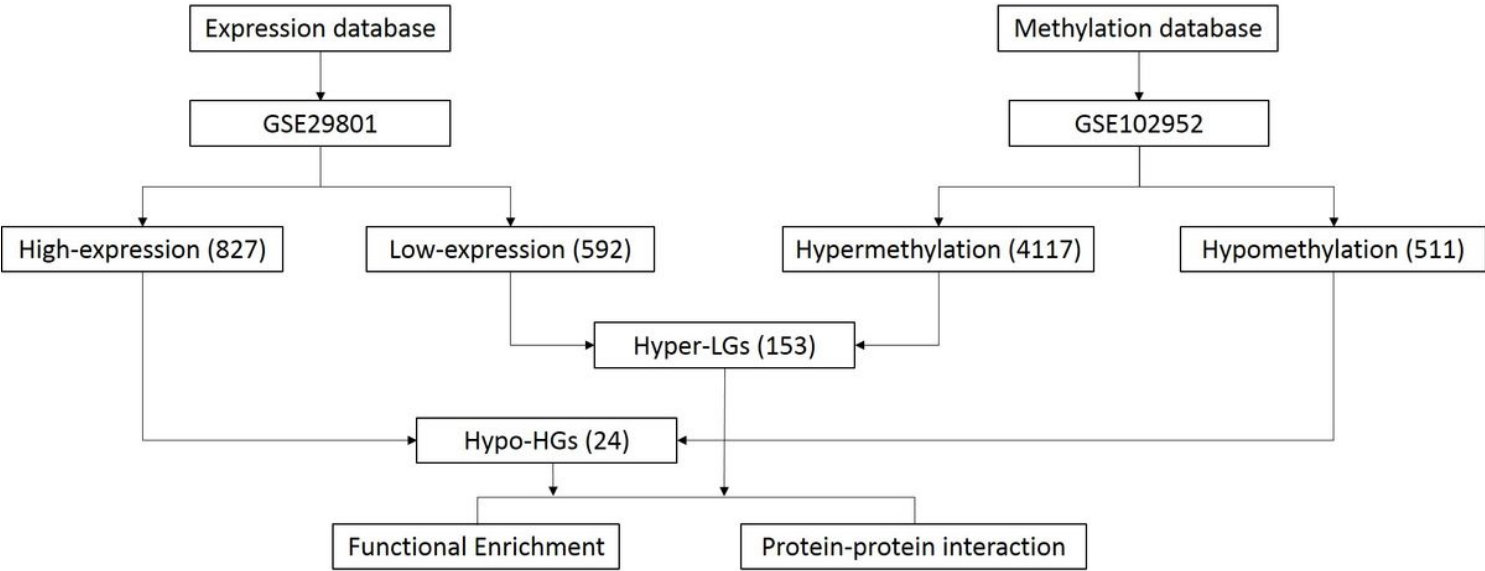 Expression database
Methylation database
GSE29801
GSE102952
High-expression (827)
Low-expression (592)
Hypermethylation (4117)
Hypomethylation (511)
Hyper-LGs (153)
Hypo-HGs (24)
Functional Enrichment
Protein-protein interaction